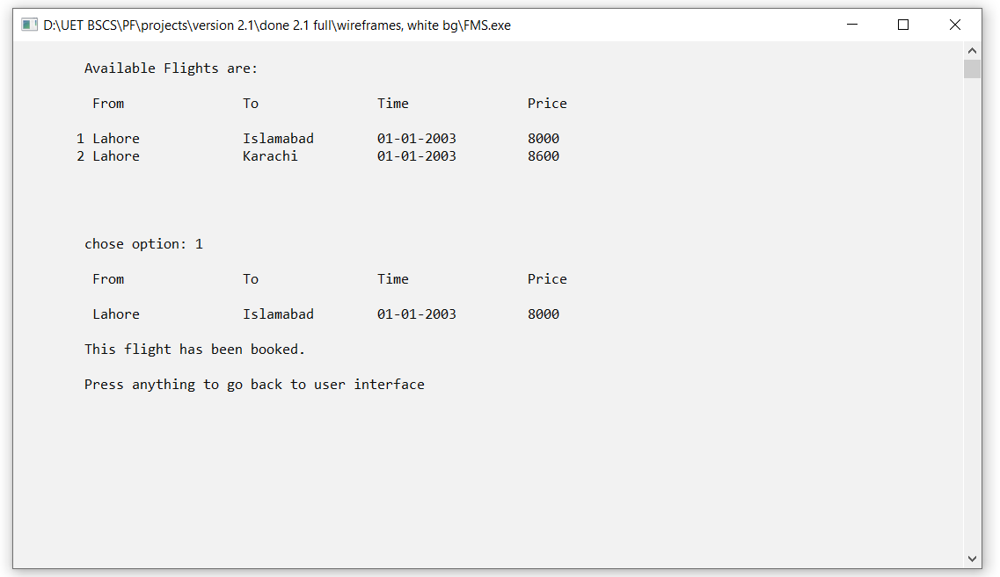 D:\UET BSCS\PF\projects\version 2.1\done 2.1 full\wireframes, white bg\FMS.exe
Available Flights are:
From To Time Price
1 Lahore Islamabad 01-01-2003 8000
2 Lahore Karachi 01-01-2003 8600
chose option: 1
From To Time Price
Lahore Islamabad 01-01-2003 8000
This flight has been booked.
Press anything to go back to user interface